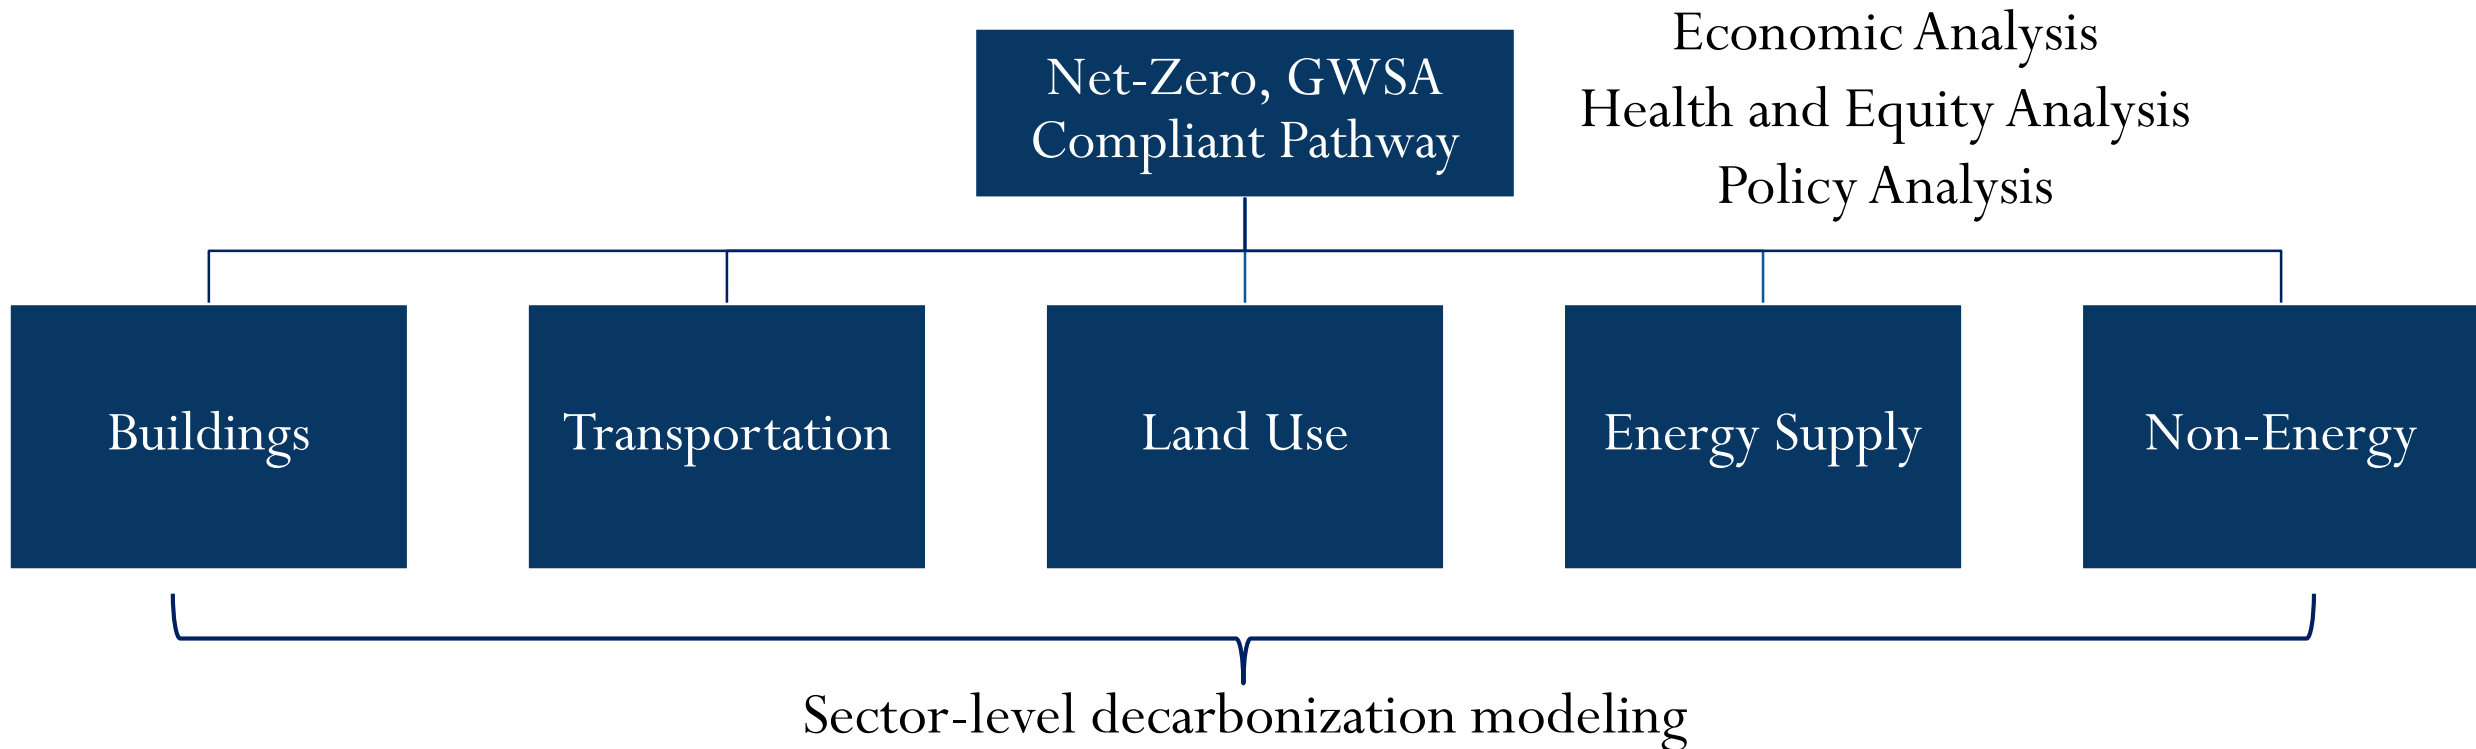 Net-Zero, GWSA
Compliant Pathway
Economic Analysis
Health and Equity Analysis
Policy Analysis
Buildings
Transportation
Land Use
Energy Supply
Non-Energy
Sector-level decarbonization modeling